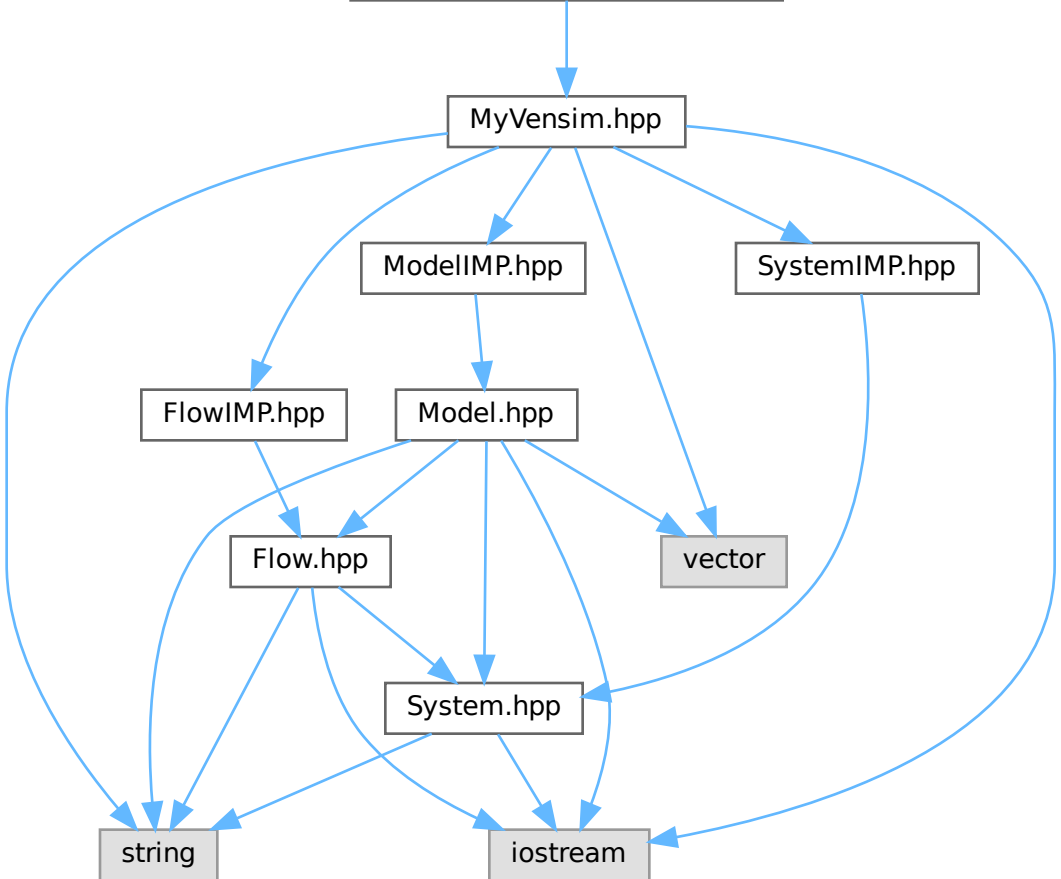 MyVensim.hpp
ModelIMP.hpp
SystemIMP.hpp
FlowIMP.hpp
Model.hpp
Flow.hpp
vector
System.hpp
string
iostream